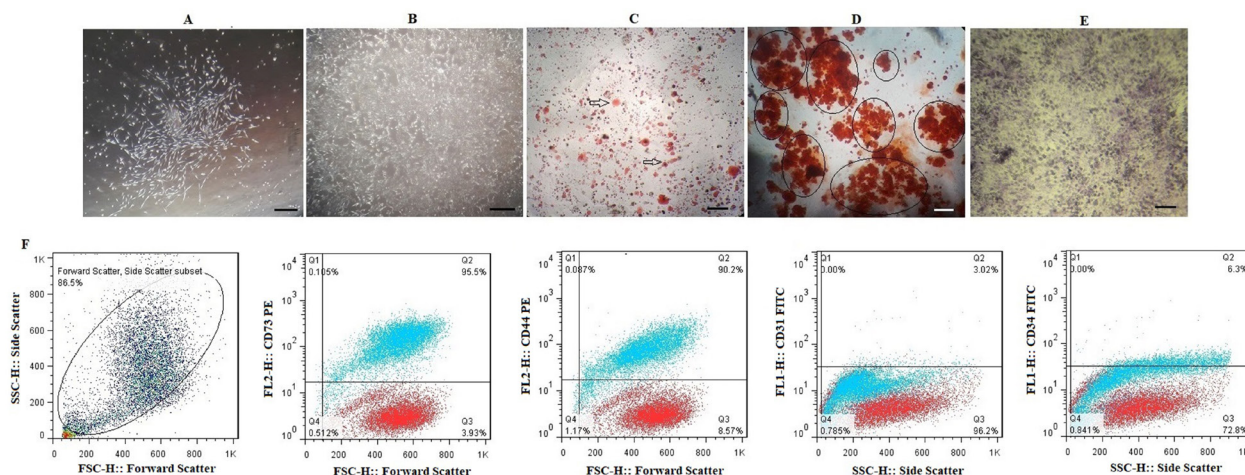 A
B
C
D
E
F
Forward Scatter, Side Scatter subset
86.5%
SSC-H:: Side Scatter
1K
800
600
400
200
0
0 200 400 600 800 1K
FSC-H:: Forward Scatter
Q1
0.105%
Q2
95.5%
FL2-H:: CD73 PE
10^4
10^3
10^2
10^1
10^0
Q4
0.512%
Q3
3.93%
0 200 400 600 800 1K
FSC-H:: Forward Scatter
Q1
0.087%
Q2
90.2%
FL2-H:: CD44 PE
10^4
10^3
10^2
10^1
10^0
Q4
1.17%
Q3
8.57%
0 200 400 600 800 1K
FSC-H:: Forward Scatter
Q1
0.00%
Q2
3.02%
FL1-H:: CD31 FITC
10^4
10^3
10^2
10^1
10^0
Q4
0.785%
Q3
96.2%
0 200 400 600 800 1K
SSC-H:: Side Scatter
Q1
0.00%
Q2
6.3%
FL1-H:: CD34 FITC
10^4
10^3
10^2
10^1
10^0
Q4
0.841%
Q3
72.8%
0 200 400 600 800 1K
SSC-H:: Side Scatter